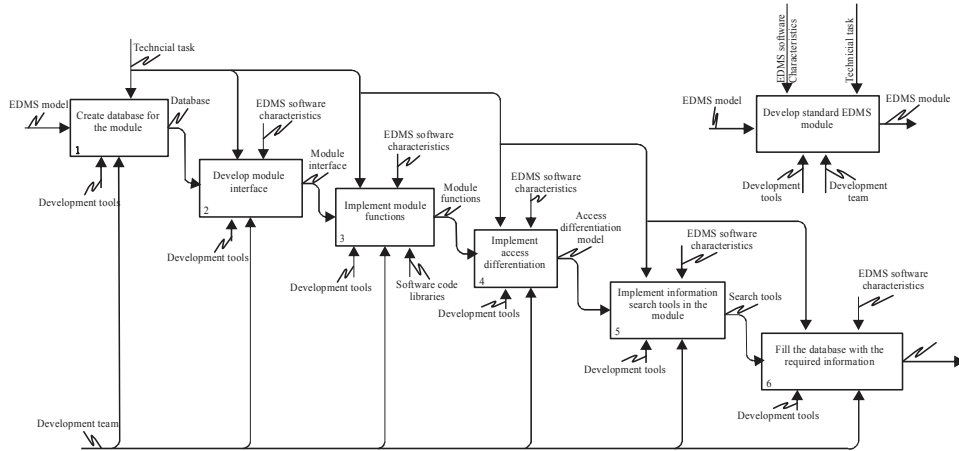 Techncial task
EDMS model
Create database for
the module
1
Database
Development tools
EDMS software
characteristics
Develop module
interface
2
Module
interface
Development tools
EDMS software
characteristics
Implement module
functions
3
Module
functions
Development tools
Software code
libraries
EDMS software
characteristics
Implement
access
differentiation
4
Access
differentiation
model
Development tools
EDMS software
characteristics
Implement information
search tools in the
module
5
Search tools
Development tools
EDMS software
characteristics
Fill the database with the
required information
6
Development tools
Development team
EDMS software
Characteristics
Technicial task
EDMS model
Develop standard EDMS
module
EDMS module
Development
tools
Development
team